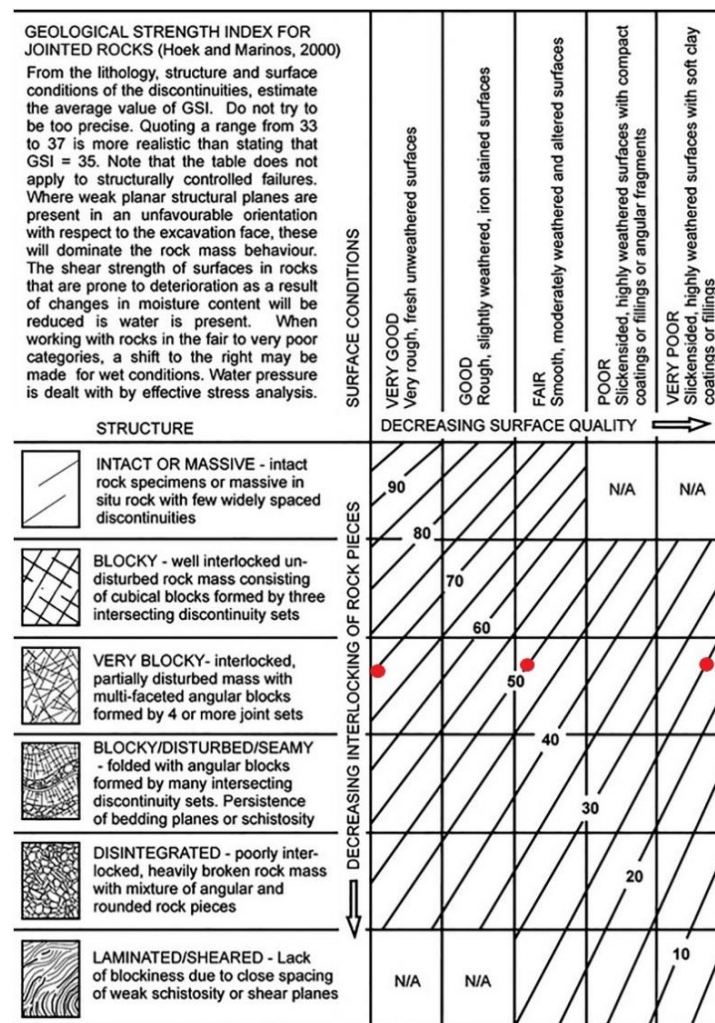 GEOLOGICAL STRENGTH INDEX FOR
JOINTED ROCKS (Hoek and Marinos, 2000)
From the lithology, structure and surface
conditions of the discontinuities, estimate
the average value of GSI. Do not try to
be too precise. Quoting a range from 33
to 37 is more realistic than stating that
GSI = 35. Note that the table does not
apply to structurally controlled failures.
Where weak planar structural planes are
present in an unfavourable orientation
with respect to the excavation face, these
will dominate the rock mass behaviour.
The shear strength of surfaces in rocks
that are prone to deterioration as a result
of changes in moisture content will be
reduced is water is present. When
working with rocks in the fair to very poor
categories, a shift to the right may be
made for wet conditions. Water pressure
is dealt with by effective stress analysis.
SURFACE CONDITIONS
VERY GOOD
Very rough, fresh unweathered surfaces
GOOD
Rough, slightly weathered, iron stained surfaces
FAIR
Smooth, moderately weathered and altered surfaces
POOR
Slickensided, highly weathered surfaces with compact
coatings or fillings or angular fragments
VERY POOR
Slickensided, highly weathered surfaces with soft clay
coatings or fillings
STRUCTURE
DECREASING SURFACE QUALITY
DECREASING INTERLOCKING OF ROCK PIECES
INTACT OR MASSIVE - intact
rock specimens or massive in
situ rock with few widely spaced
discontinuities
90
N/A
N/A
80
BLOCKY - well interlocked un-
disturbed rock mass consisting
of cubical blocks formed by three
intersecting discontinuity sets
70
60
VERY BLOCKY- interlocked,
partially disturbed mass with
multi-faceted angular blocks
formed by 4 or more joint sets
50
40
BLOCKY/DISTURBED/SEAMY
- folded with angular blocks
formed by many intersecting
discontinuity sets. Persistence
of bedding planes or schistosity
30
DISINTEGRATED - poorly inter-
locked, heavily broken rock mass
with mixture of angular and
rounded rock pieces
20
LAMINATED/SHEARED - Lack
of blockiness due to close spacing
of weak schistosity or shear planes
N/A
N/A
10